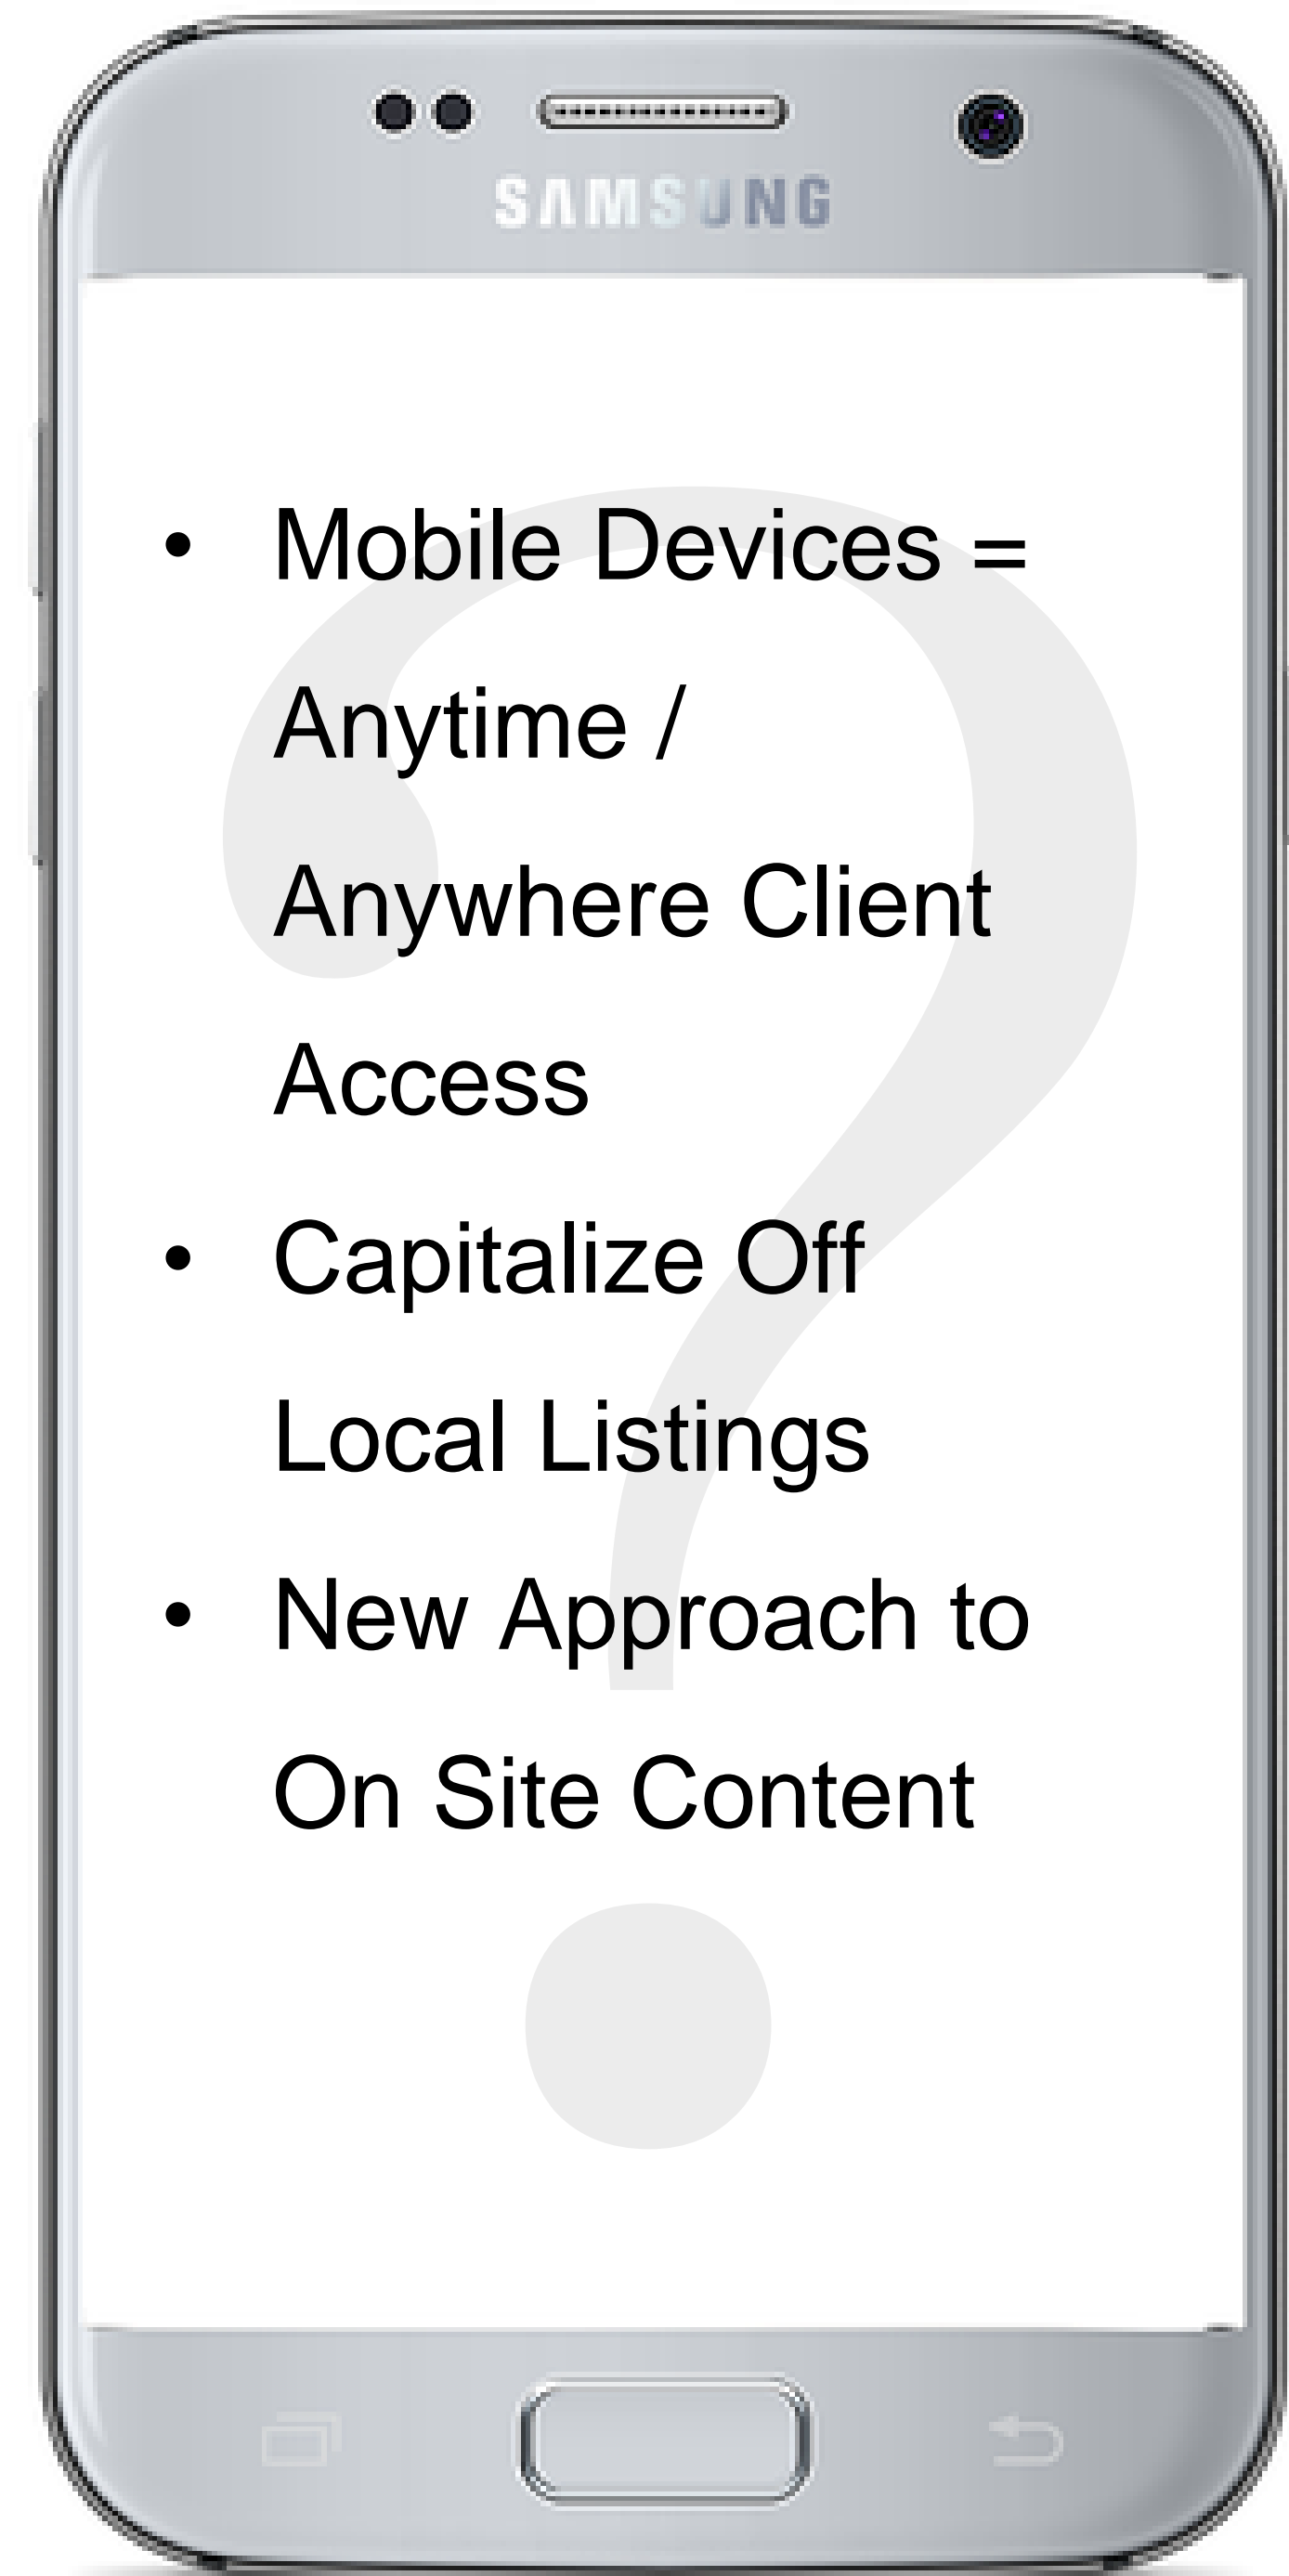 SAMSUNG
• Mobile Devices =
Anytime /
Anywhere Client
Access
• Capitalize Off
Local Listings
• New Approach to
On Site Content
?